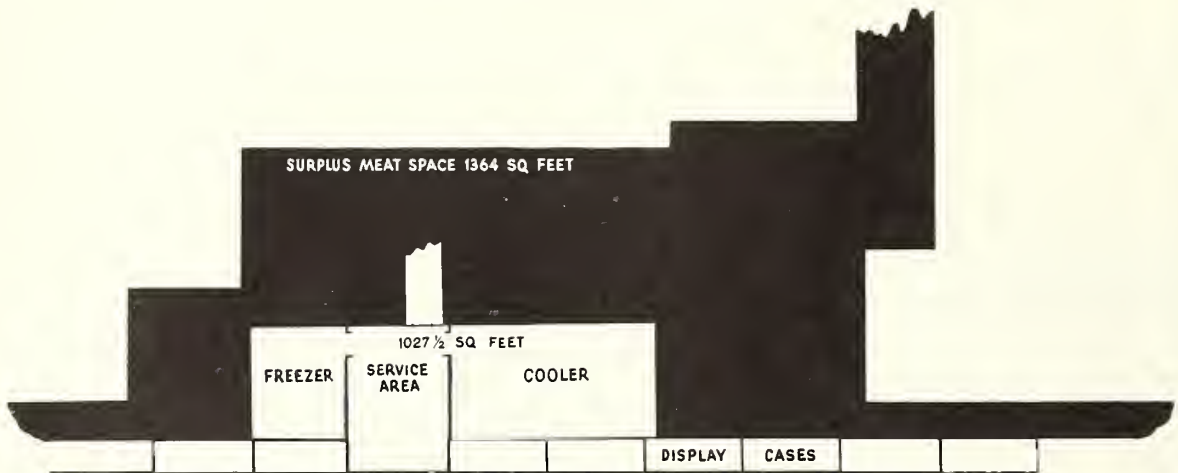 SURPLUS MEAT SPACE 1364 SQ FEET
1027 ½ SQ FEET
FREEZER
SERVICE
AREA
COOLER
DISPLAY CASES